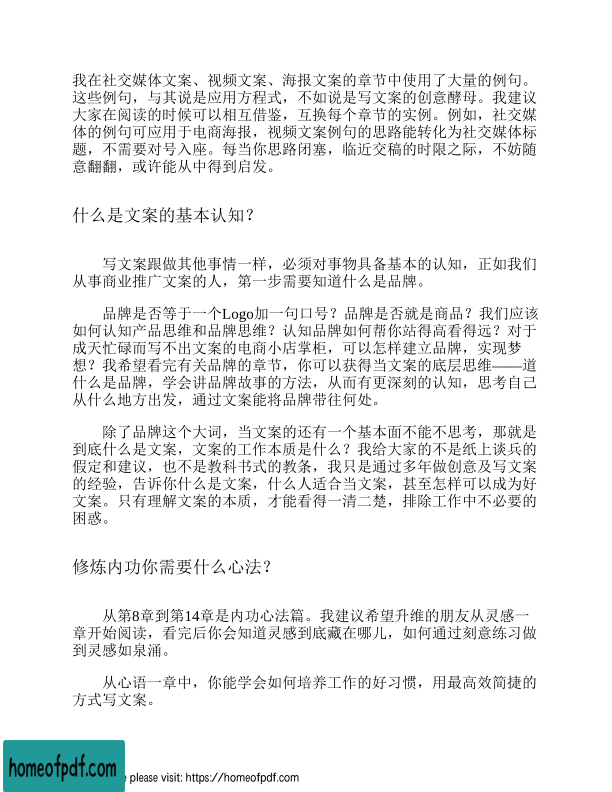 我在社交媒体文案、视频文案、海报文案的章节中使用了大量的例句。
这些例句，与其说是应用方程式，不如说是写文案的创意酵母。我建议
大家在阅读的时候可以相互借鉴，互换每个章节的实例。例如，社交媒
体的例句可应用于电商海报，视频文案例句的思路能转化为社交媒体标
题，不需要对号入座。每当你思路闭塞，临近交稿的时限之际，不妨随
意翻翻，或许能从中得到启发。
什么是文案的基本认知？
写文案跟做其他事情一样，必须对事物具备基本的认知，正如我们
从事商业推广文案的人，第一步需要知道什么是品牌。
品牌是否等于一个Logo加一句口号？品牌是否就是商品？我们应该
如何认知产品思维和品牌思维？认知品牌如何帮你站得高看得远？对于
成天忙碌而写不出文案的电商小店掌柜，可以怎样建立品牌，实现梦
想？我希望看完有关品牌的章节，你可以获得当文案的底层思维——道
什么是品牌，学会讲品牌故事的方法，从而有更深刻的认知，思考自己
从什么地方出发，通过文案能将品牌带往何处。
除了品牌这个大词，当文案的还有一个基本面不能不思考，那就是
到底什么是文案，文案的工作本质是什么？我给大家的不是纸上谈兵的
假定和建议，也不是教科书式的教条，我只是通过多年做创意及写文案
的经验，告诉你什么是文案，什么人适合当文案，甚至怎样可以成为好
文案。只有理解文案的本质，才能看得一清二楚，排除工作中不必要的
困惑。
修炼内功你需要什么心法？
从第8章到第14章是内功心法篇。我建议希望升维的朋友从灵感一
章开始阅读，看完后你会知道灵感到底藏在哪儿，如何通过刻意练习做
到灵感如泉涌。
从心语一章中，你能学会如何培养工作的好习惯，用最高效简捷的
方式写文案。
homeofpdf.com
please visit: https://homeofpdf.com